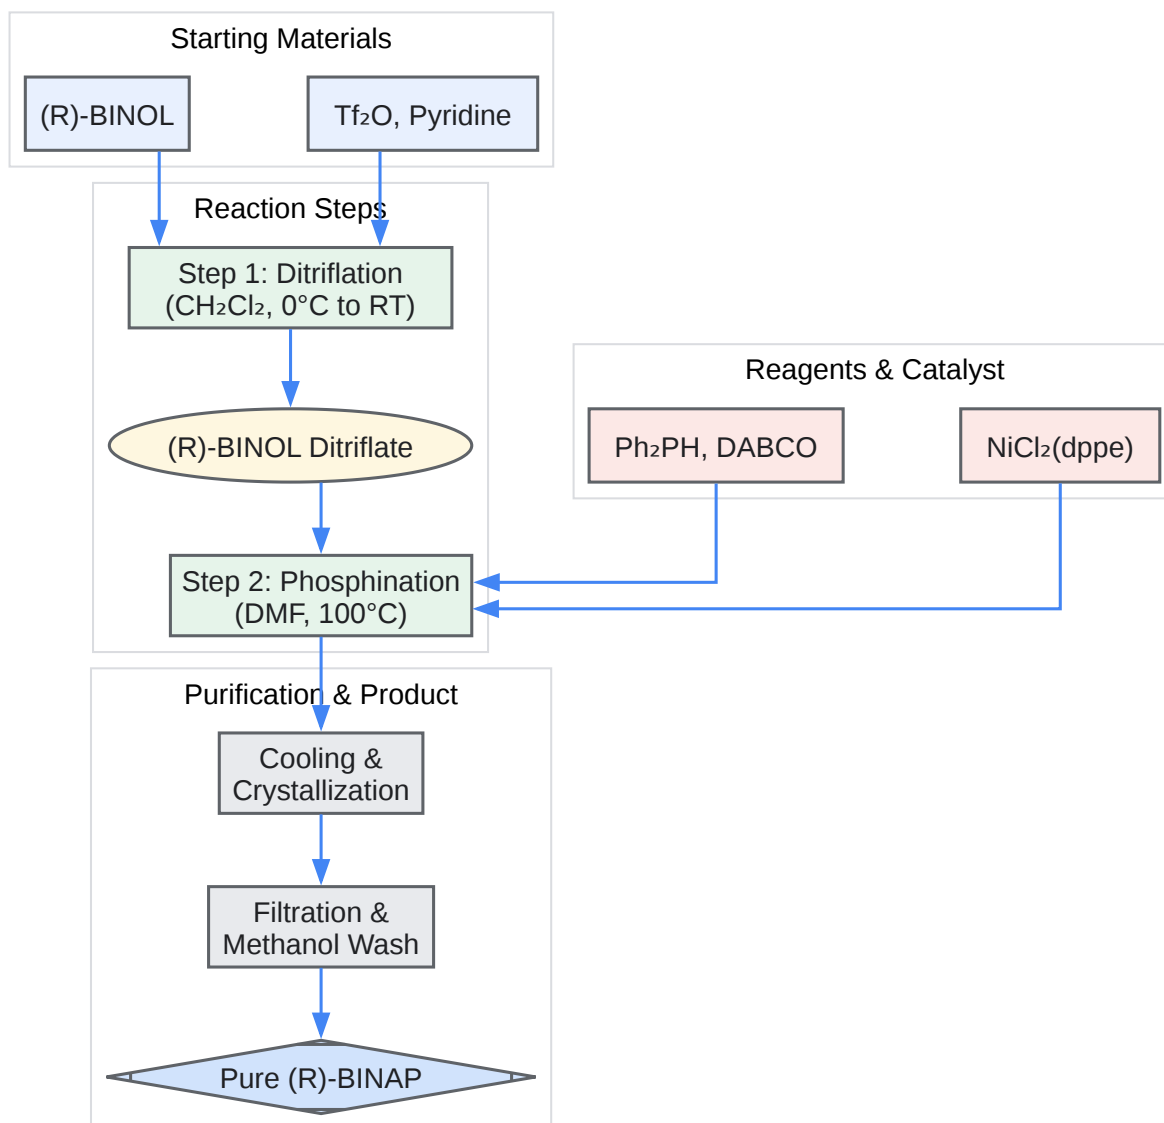 Starting Materials
(R)-BINOL
Tf₂O, Pyridine
Reaction Steps
Step 1: Ditriflation
(CH₂Cl₂, 0°C to RT)
(R)-BINOL Ditriflate
Reagents & Catalyst
Ph₂PH, DABCO
NiCl₂(dppe)
Step 2: Phosphination
(DMF, 100°C)
Purification & Product
Cooling &
Crystallization
Filtration &
Methanol Wash
Pure (R)-BINAP